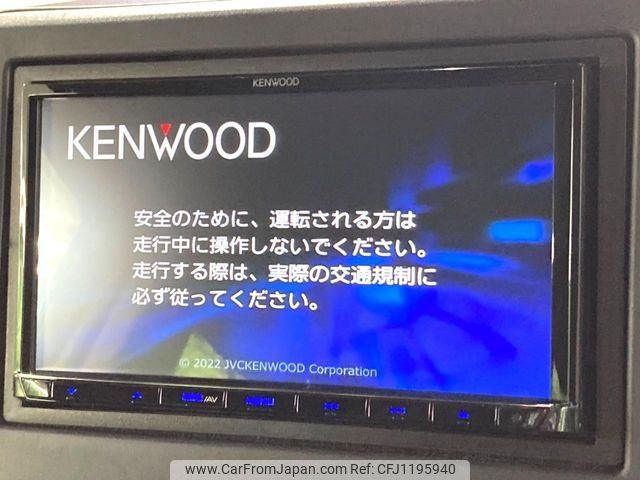 KENWOOD
KENWOOD
安全のために、運転される方は
走行中に操作しないでください。
走行する際は、実際の交通規制に
必ず従ってください。
© 2022 JVCKENWOOD Corporation
/AV
www.CarFromJapan.com Ref:CFJ1195940